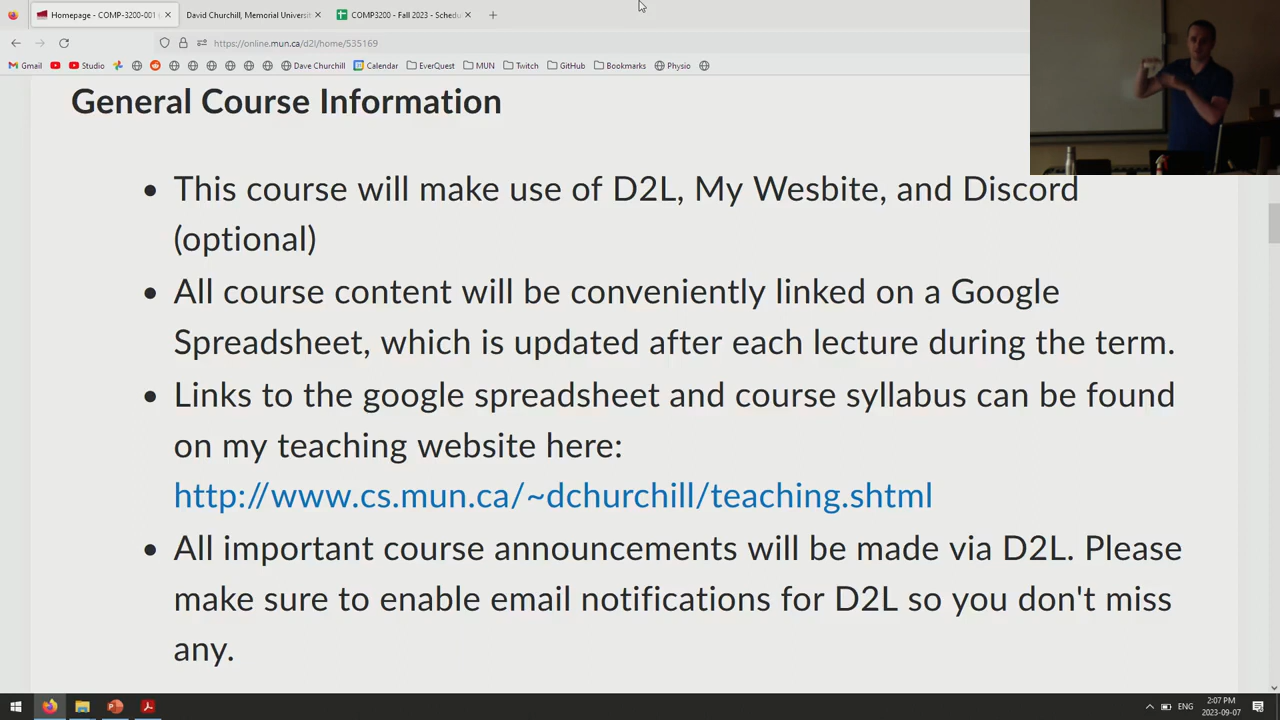 Homepage - COMP-3200-001
David Churchill, Memorial Universit
COMP3200 - Fall 2023 - Schedu
https://online.mun.ca/d2l/home/535169
Gmail
Studio
Dave Churchill
Calendar
EverQuest
MUN
Twitch
GitHub
Bookmarks
Physio
General Course Information
• This course will make use of D2L, My Wesbite, and Discord
(optional)
• All course content will be conveniently linked on a Google
Spreadsheet, which is updated after each lecture during the term.
• Links to the google spreadsheet and course syllabus can be found
on my teaching website here:
http://www.cs.mun.ca/~dchurchill/teaching.shtml
• All important course announcements will be made via D2L. Please
make sure to enable email notifications for D2L so you don't miss
any.
ENG
2:07 PM
2023-09-07